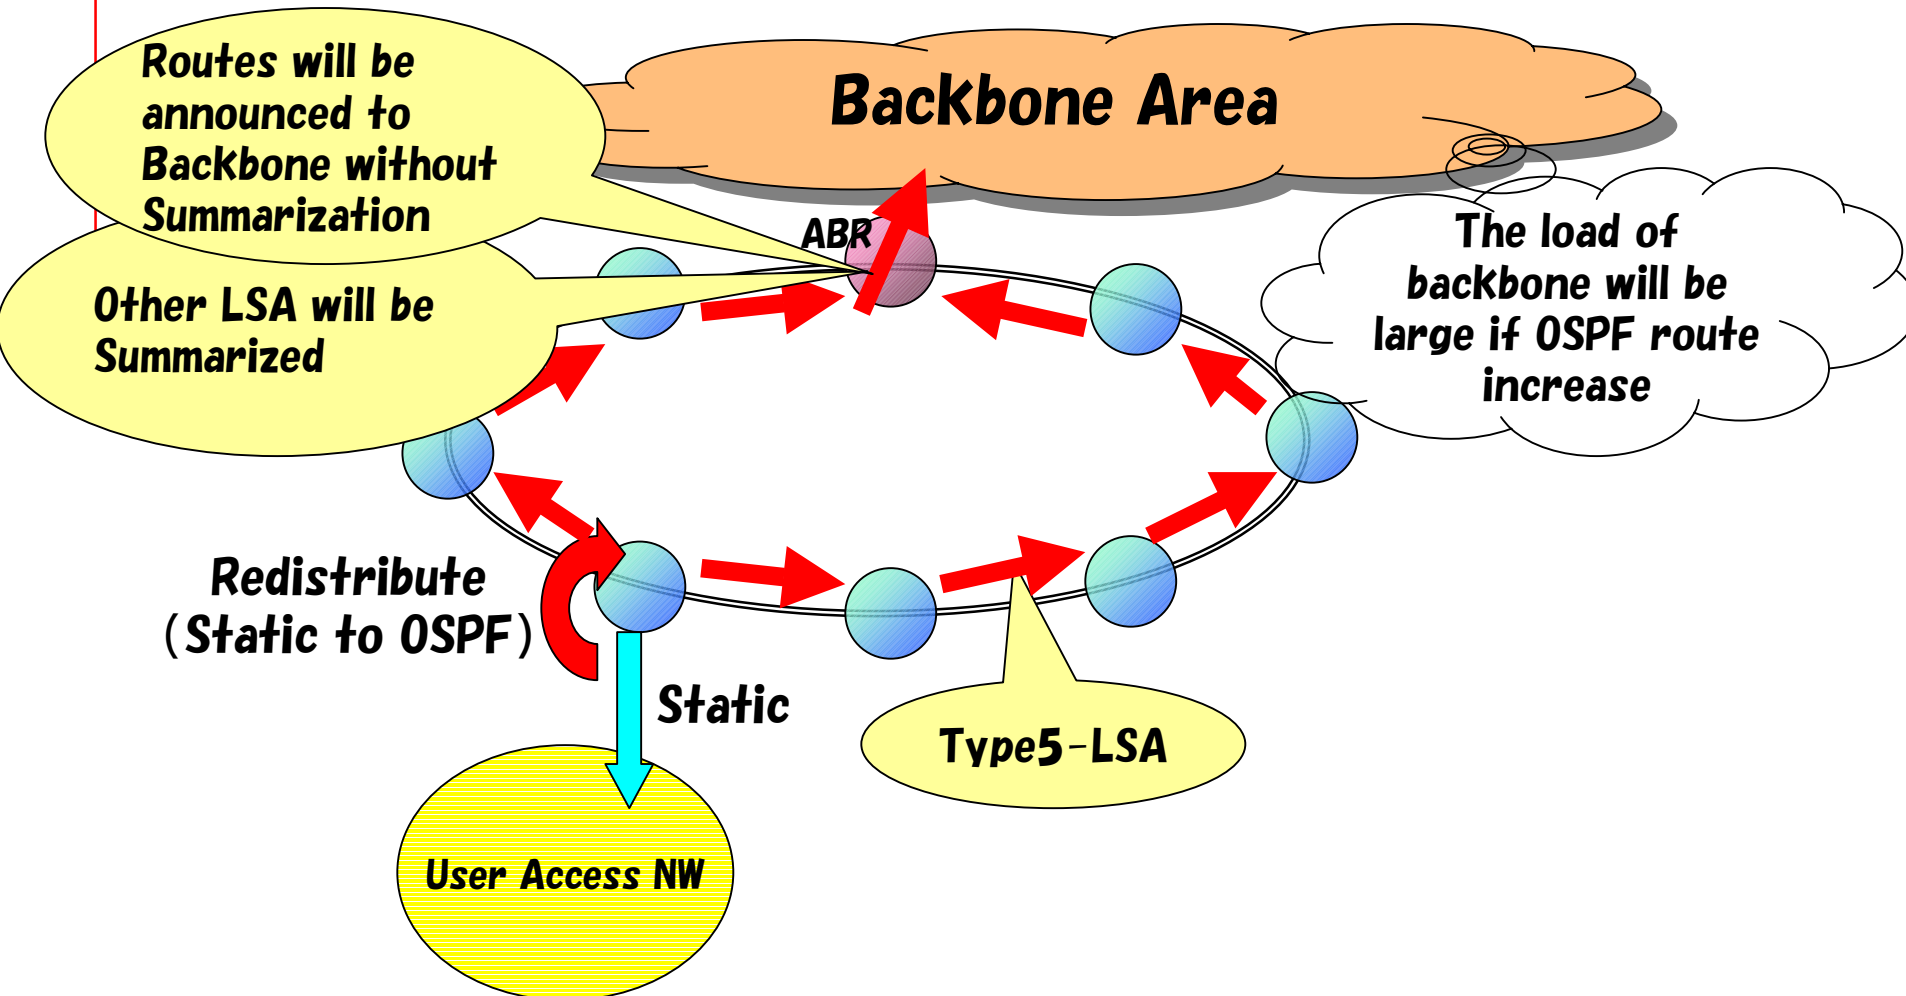 Routes will be
announced to
Backbone without
Summarization
Backbone Area
ABR
Other LSA will be
Summarized
The load of
backbone will be
large if OSPF route
increase
Redistribute
(Static to OSPF)
Static
Type5-LSA
User Access NW